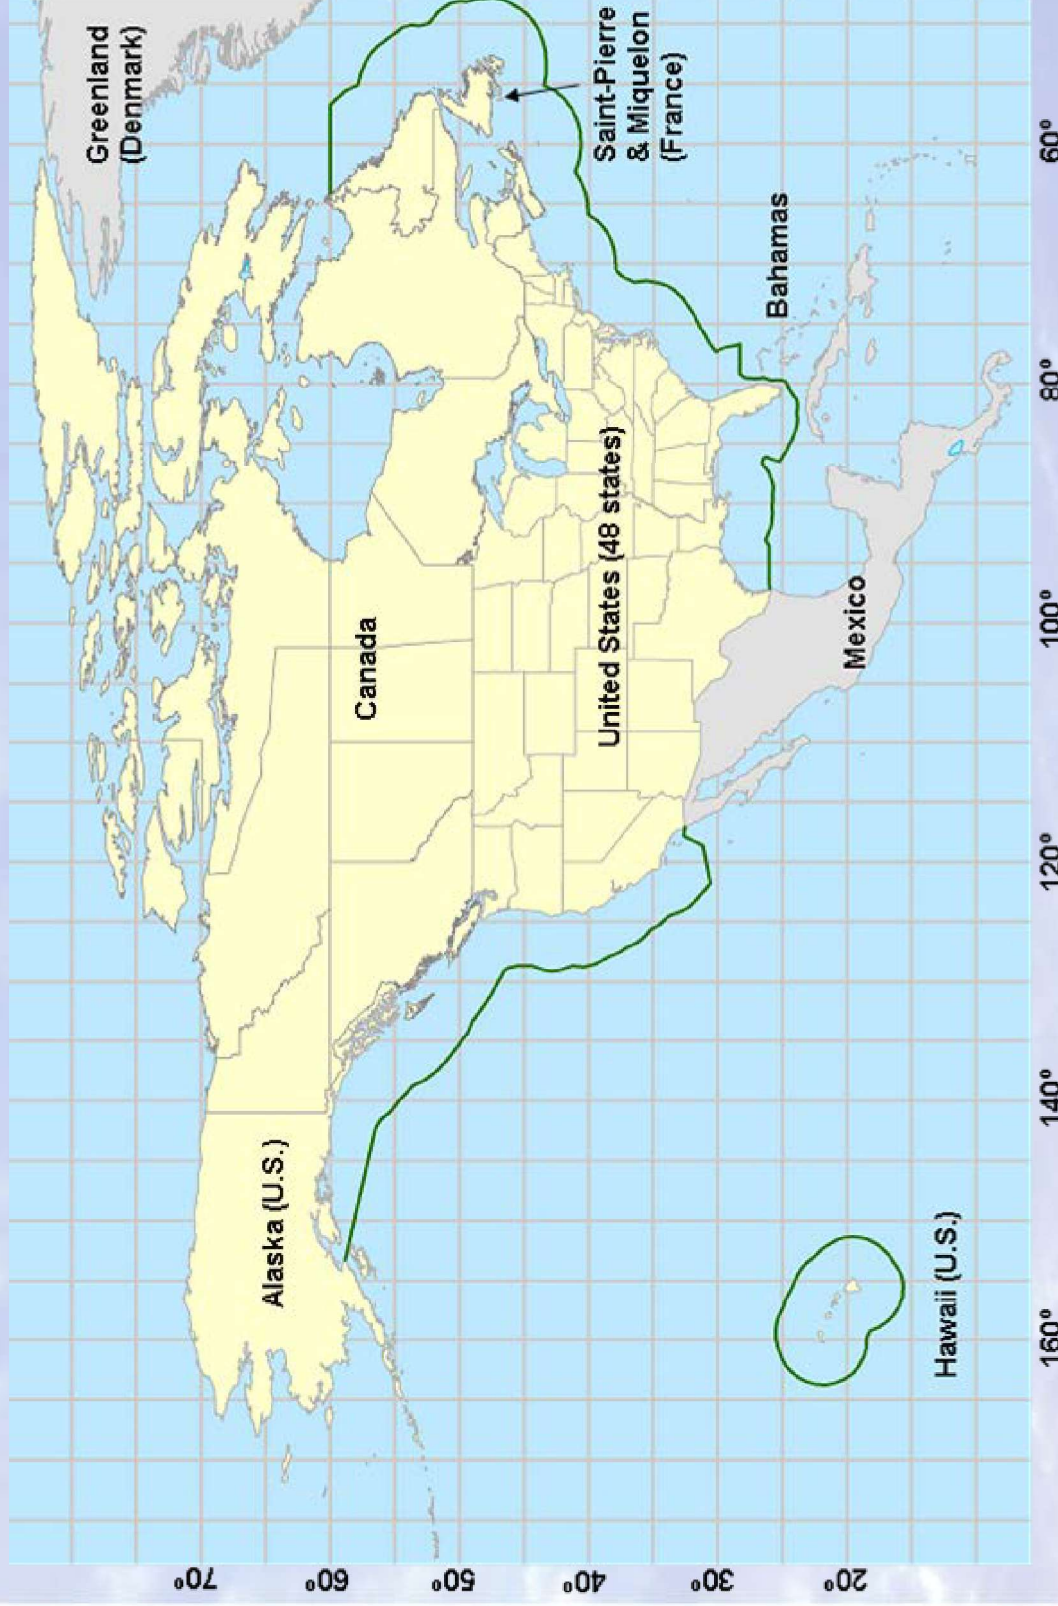 Greenland
(Denmark)
Alaska (U.S.)
Canada
United States (48 states)
Saint-Pierre
& Miquelon
(France)
Bahamas
Mexico
Hawaii (U.S.)
70°
60°
50°
40°
30°
20°
160°
140°
120°
100°
80°
60°